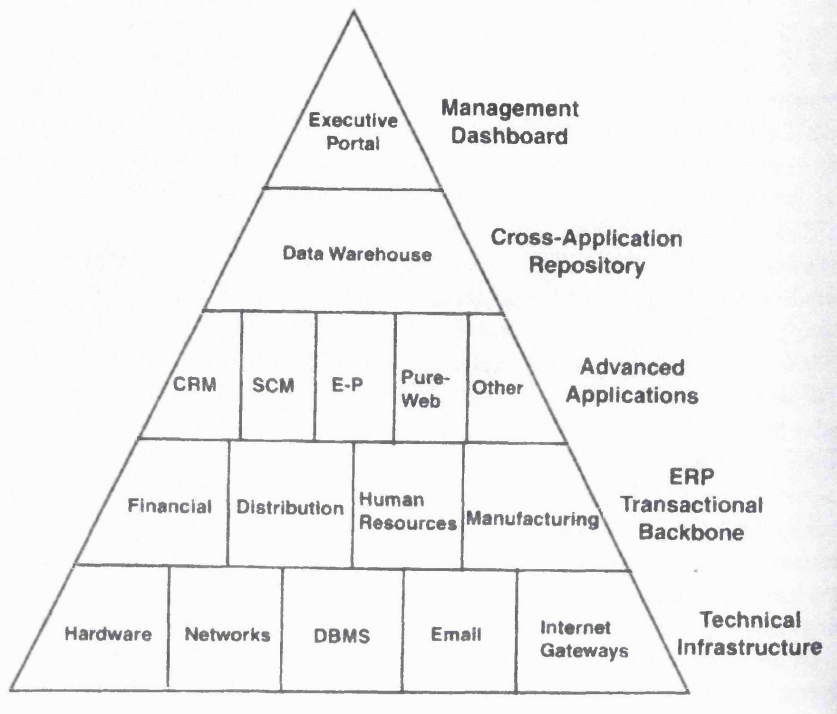 Executive
Portal
Management
Dashboard
Data Warehouse
Cross-Application
Repository
CRM
SCM
E-P
Pure-
Web
Other
Advanced
Applications
Financial
Distribution
Human
Resources
Manufacturing
ERP
Transactional
Backbone
Hardware
Networks
DBMS
Email
Internet
Gateways
Technical
Infrastructure